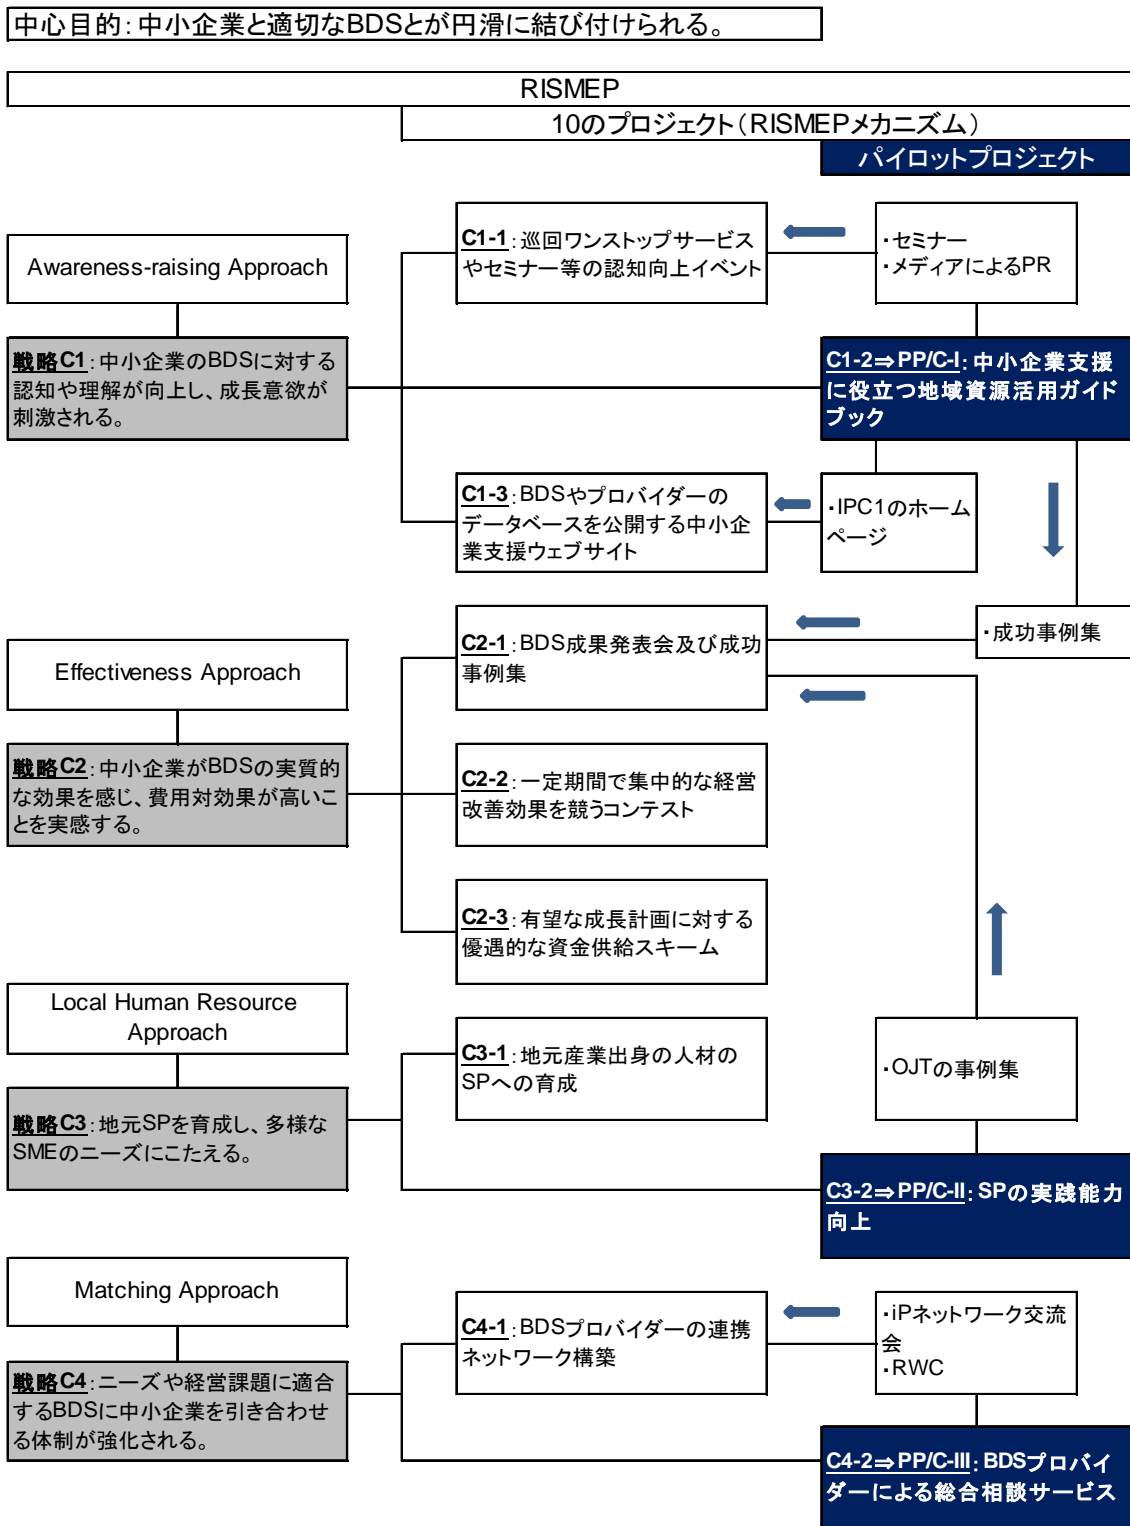 中心目的：中小企業と適切なBDSとが円滑に結び付けられる。
RISMEP
10のプロジェクト（RISMEPメカニズム）
パイロットプロジェクト
Awareness-raising Approach
戦略C1：中小企業のBDSに対する
認知や理解が向上し、成長意欲が
刺激される。
C1-1：巡回ワンストップサービス
やセミナー等の認知向上イベント
・セミナー
・メディアによるPR
C1-2⇒PP/C-I：中小企業支援
に役立つ地域資源活用ガイド
ブック
C1-3：BDSやプロバイダーの
データベースを公開する中小企
業支援ウェブサイト
・IPC1のホーム
ページ
・成功事例集
Effectiveness Approach
戦略C2：中小企業がBDSの実質的
な効果を感じ、費用対効果が高いこ
とを実感する。
C2-1：BDS成果発表会及び成功
事例集
C2-2：一定期間で集中的な経営
改善効果を競うコンテスト
C2-3：有望な成長計画に対する
優遇的な資金供給スキーム
Local Human Resource
Approach
戦略C3：地元SPを育成し、多様な
SMEのニーズにこたえる。
C3-1：地元産業出身の人材の
SPへの育成
・OJTの事例集
C3-2⇒PP/C-II：SPの実践能力
向上
Matching Approach
戦略C4：ニーズや経営課題に適合
するBDSに中小企業を引き合わせ
る体制が強化される。
C4-1：BDSプロバイダーの連携
ネットワーク構築
・iPネットワーク交流
会
・RWC
C4-2⇒PP/C-III：BDSプロバイ
ダーによる総合相談サービス